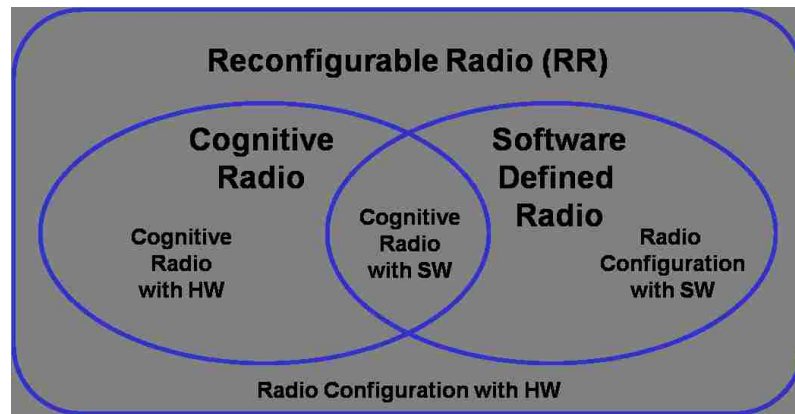 Reconfigurable Radio (RR)
Cognitive
Radio
Software
Defined
Radio
Cognitive
Radio
with HW
Cognitive
Radio
with SW
Radio
Configuration
with SW
Radio Configuration with HW